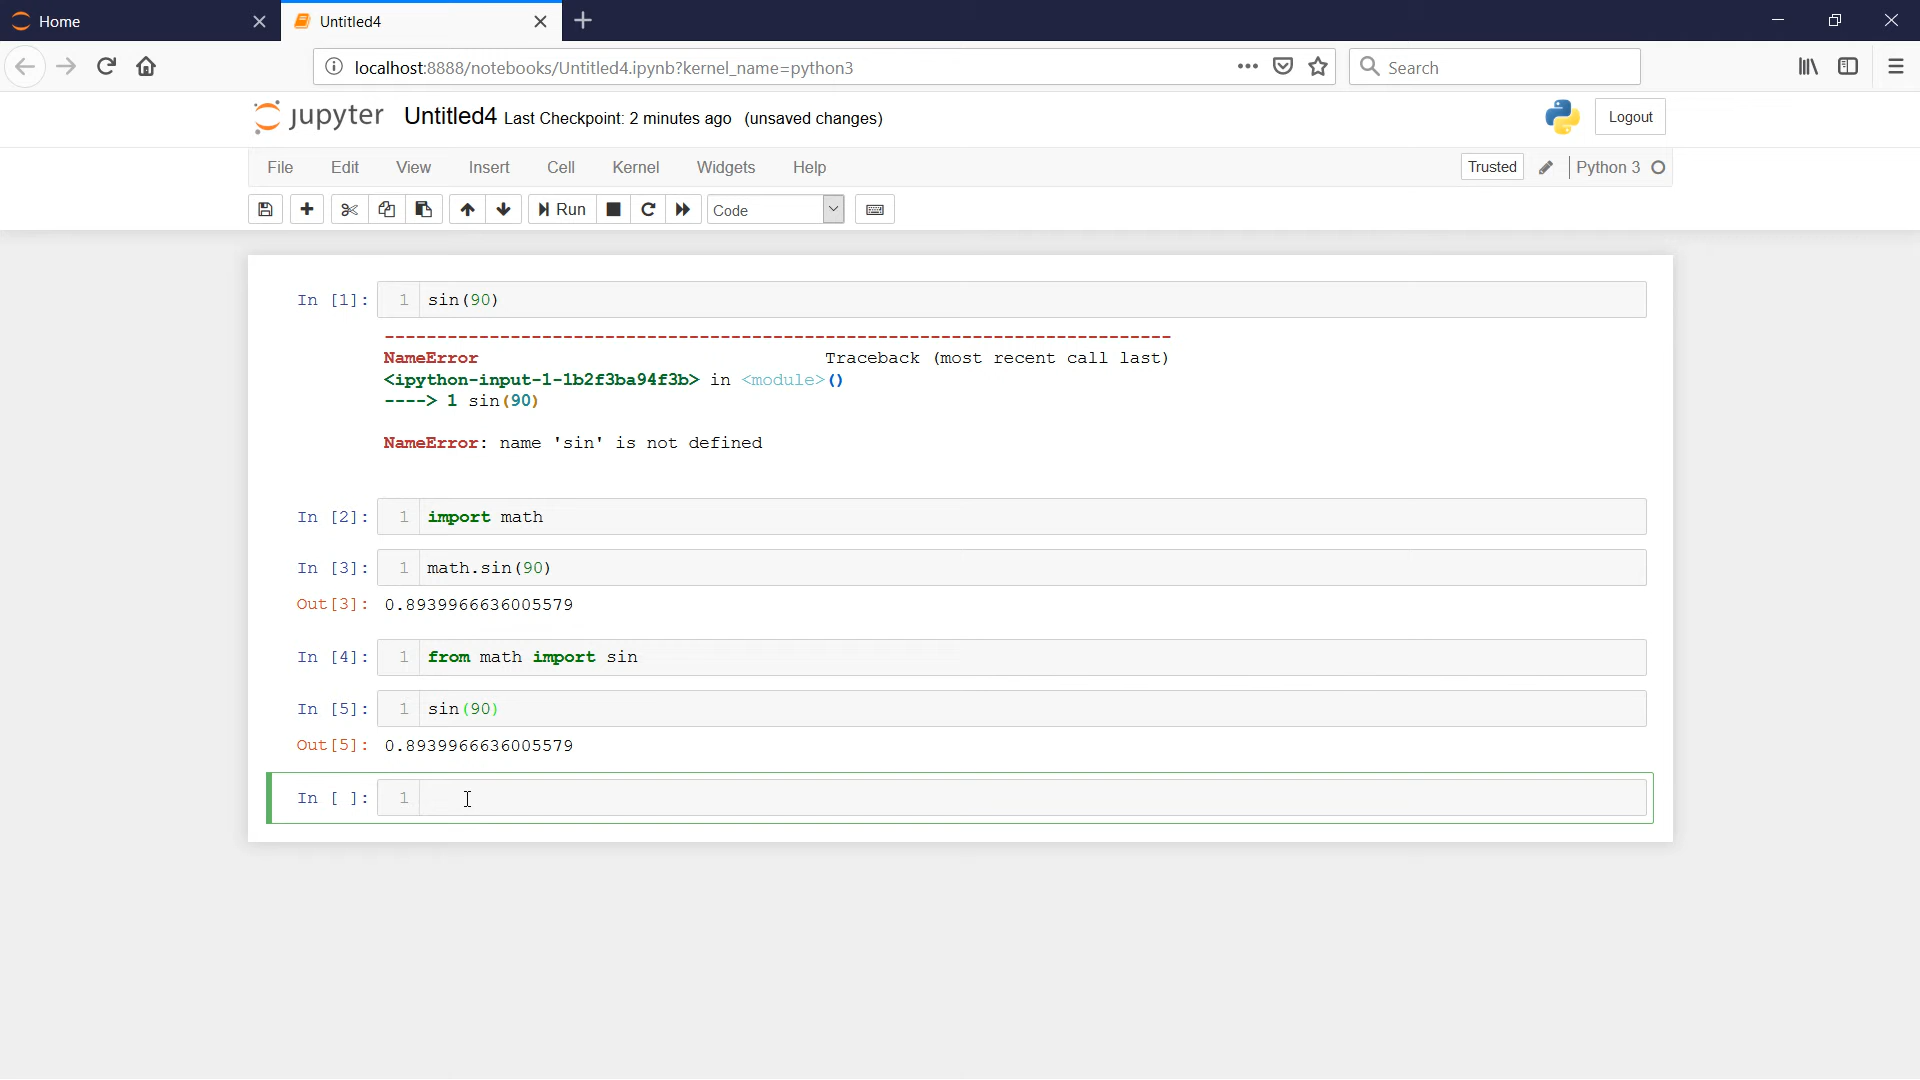 Home
Untitled4
localhost:8888/notebooks/Untitled4.ipynb?kernel_name=python3
Search
jupyter Untitled4 Last Checkpoint: 2 minutes ago (unsaved changes)
Logout
File Edit View Insert Cell Kernel Widgets Help
Trusted Python 3
Run Code
In [1]: 1 sin(90)
---------------------------------------------------------------------------
NameError Traceback (most recent call last)
<ipython-input-1-1b2f3ba94f3b> in <module>()
----> 1 sin(90)
NameError: name 'sin' is not defined
In [2]: 1 import math
In [3]: 1 math.sin(90)
Out[3]: 0.8939966636005579
In [4]: 1 from math import sin
In [5]: 1 sin(90)
Out[5]: 0.8939966636005579
In [ ]: 1